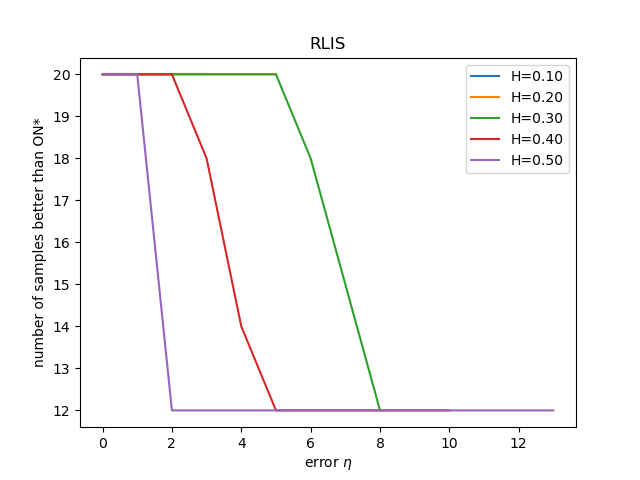 RLIS
number of samples better than ON*
20
19
18
17
16
15
14
13
12
H=0.10
H=0.20
H=0.30
H=0.40
H=0.50
0 2 4 6 8 10 12
error η